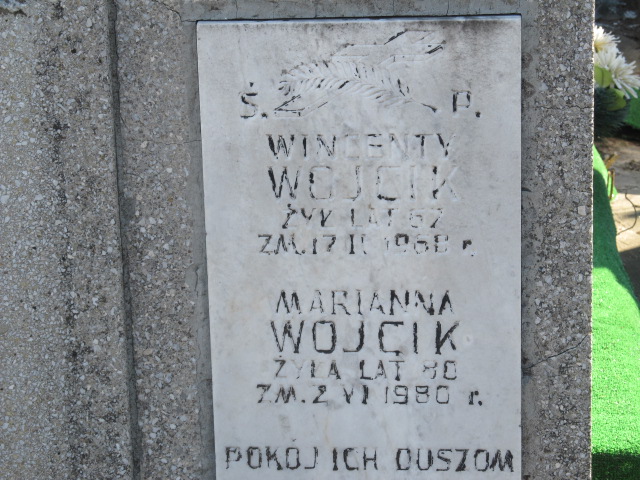 Ś. P.
WINCENTY
WÓJCIK
ŻYŁ LAT 67
ZM. 17 II 1968 r.
MARIANNA
WÓJCIK
ŻYŁA LAT 80
ZM. 2 VI 1980 r.
POKÓJ ICH DUSZOM